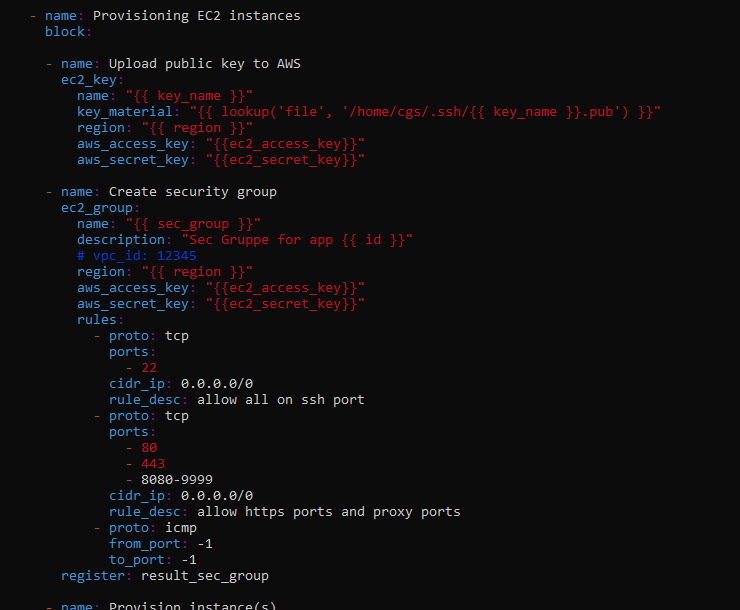 - name: Provisioning EC2 instances
  block:

  - name: Upload public key to AWS
    ec2_key:
      name: "{{ key_name }}"
      key_material: "{{ lookup('file', '/home/cgs/.ssh/{{ key_name }}.pub') }}"
      region: "{{ region }}"
      aws_access_key: "{{ec2_access_key}}"
      aws_secret_key: "{{ec2_secret_key}}"

  - name: Create security group
    ec2_group:
      name: "{{ sec_group }}"
      description: "Sec Gruppe for app {{ id }}"
      # vpc_id: 12345
      region: "{{ region }}"
      aws_access_key: "{{ec2_access_key}}"
      aws_secret_key: "{{ec2_secret_key}}"
      rules:
        - proto: tcp
          ports:
            - 22
          cidr_ip: 0.0.0.0/0
          rule_desc: allow all on ssh port
        - proto: tcp
          ports:
            - 80
            - 443
            - 8080-9999
          cidr_ip: 0.0.0.0/0
          rule_desc: allow https ports and proxy ports
        - proto: icmp
          from_port: -1
          to_port: -1
    register: result_sec_group

  - name: Provision instance(s)